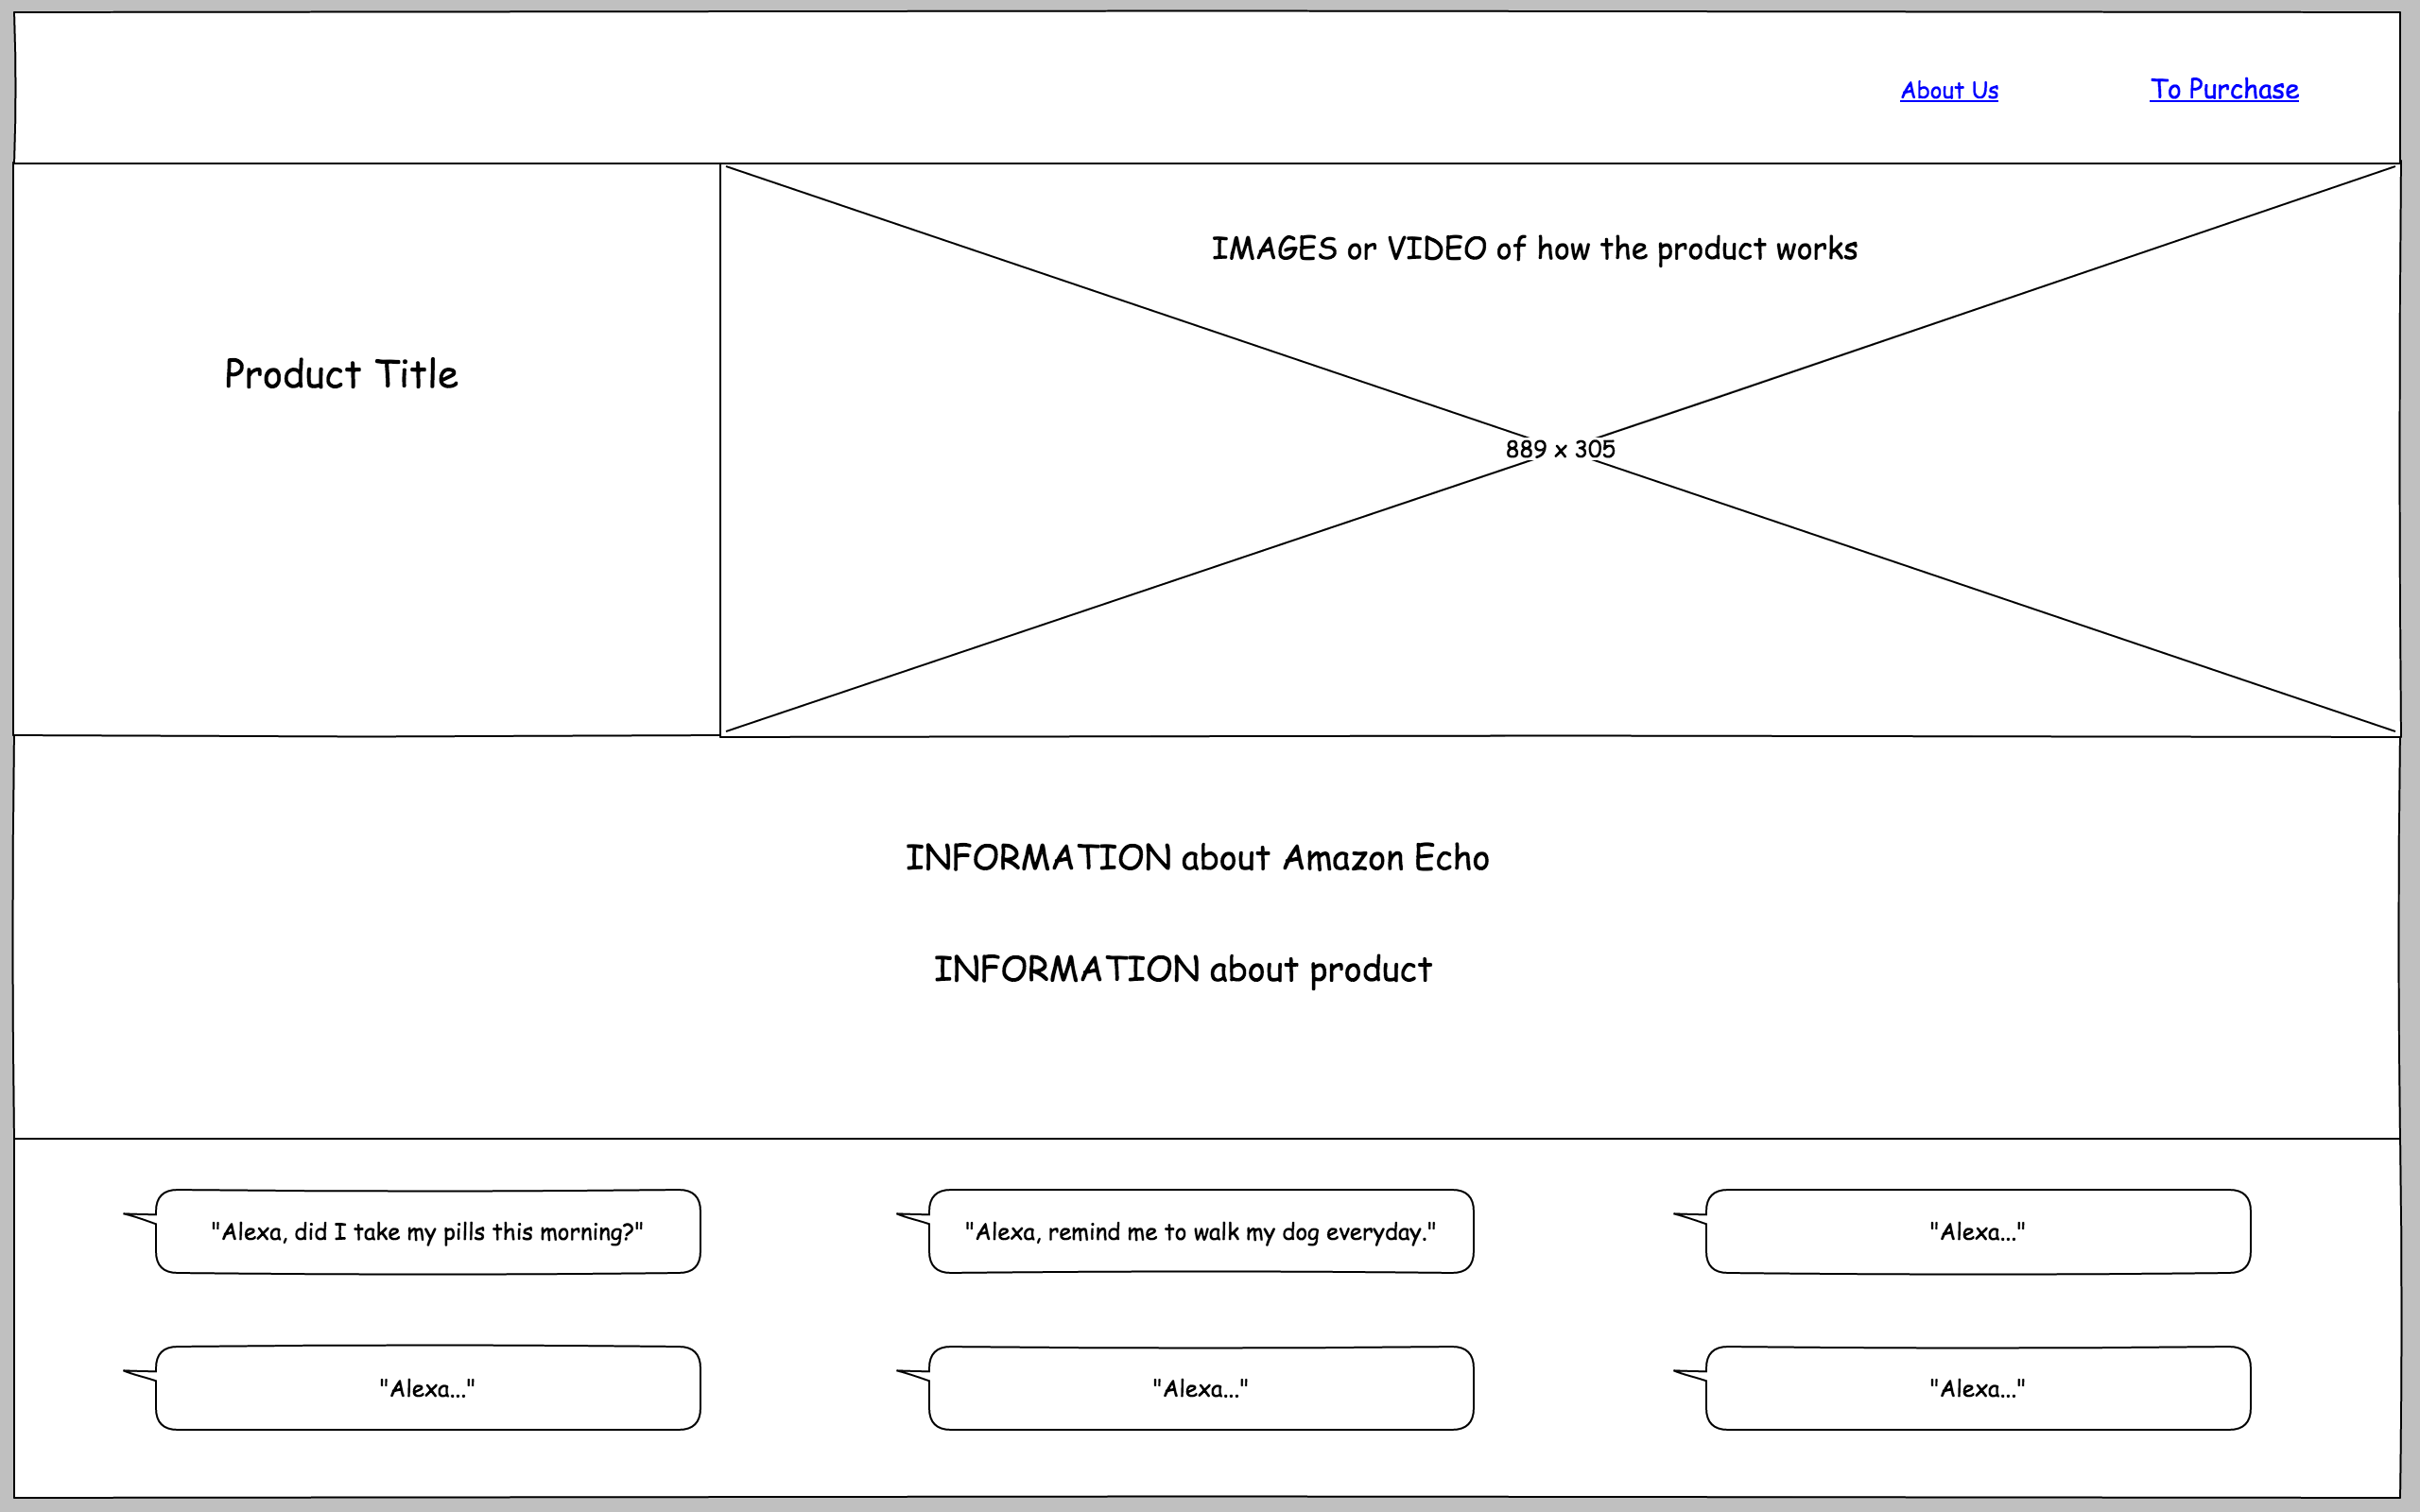 About Us
To Purchase
IMAGES or VIDEO of how the product works
Product Title
889 x 305
INFORMATION about Amazon Echo
INFORMATION about product
"Alexa, did I take my pills this morning?"
"Alexa, remind me to walk my dog everyday."
"Alexa..."
"Alexa..."
"Alexa..."
"Alexa..."